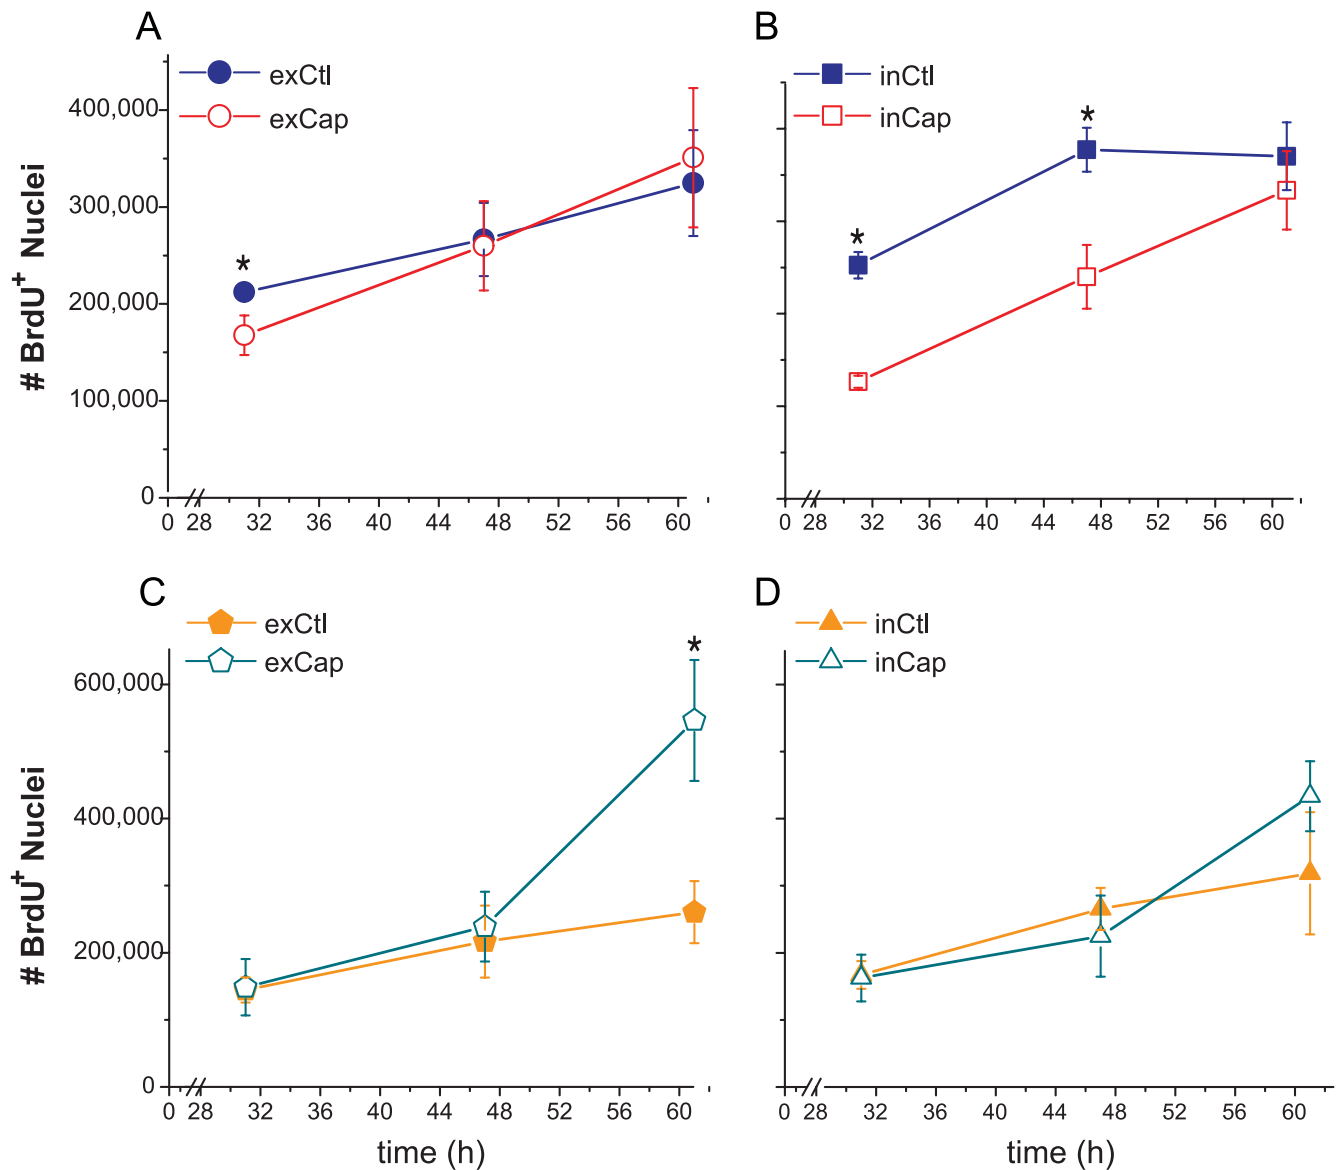 A
exCtl
exCap
400,000
300,000
200,000
100,000
0
# BrdU+ Nuclei
*
0 28 32 36 40 44 48 52 56 60
B
inCtl
inCap
*
*
0 28 32 36 40 44 48 52 56 60
C
exCtl
exCap
*
600,000
400,000
200,000
0
# BrdU+ Nuclei
0 28 32 36 40 44 48 52 56 60
time (h)
D
inCtl
inCap
0 28 32 36 40 44 48 52 56 60
time (h)